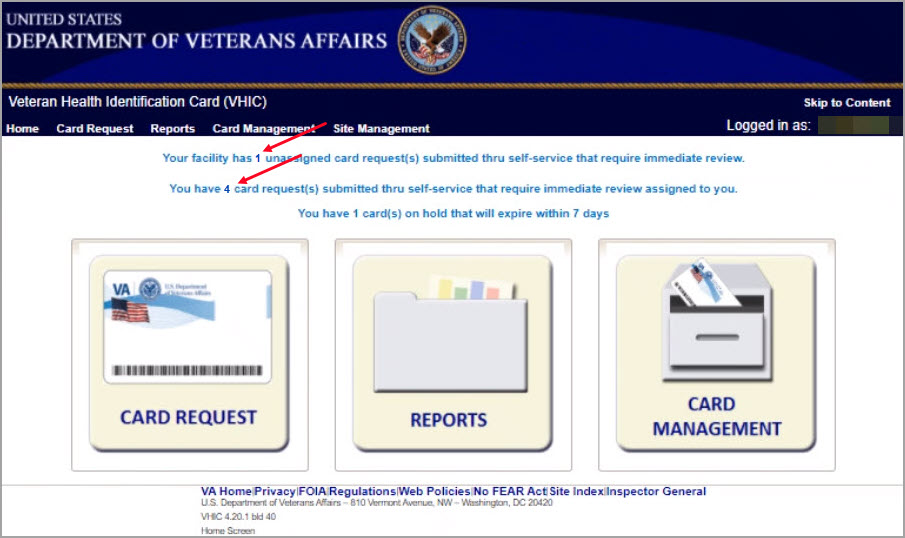 UNITED STATES
DEPARTMENT OF VETERANS AFFAIRS
Veteran Health Identification Card (VHIC)
Skip to Content
Home Card Request Reports Card Management Site Management
Logged in as:
Your facility has 1 unassigned card request(s) submitted thru self-service that require immediate review.
You have 4 card request(s) submitted thru self-service that require immediate review assigned to you.
You have 1 card(s) on hold that will expire within 7 days
VA
U.S. Department
of Veterans Affairs
CARD REQUEST
REPORTS
CARD
MANAGEMENT
VA Home|Privacy|FOIA|Regulations|Web Policies|No FEAR Act|Site Index|Inspector General
U.S. Department of Veterans Affairs – 810 Vermont Avenue, NW – Washington, DC 20420
VHIC 4.20.1 bld 40
Home Screen